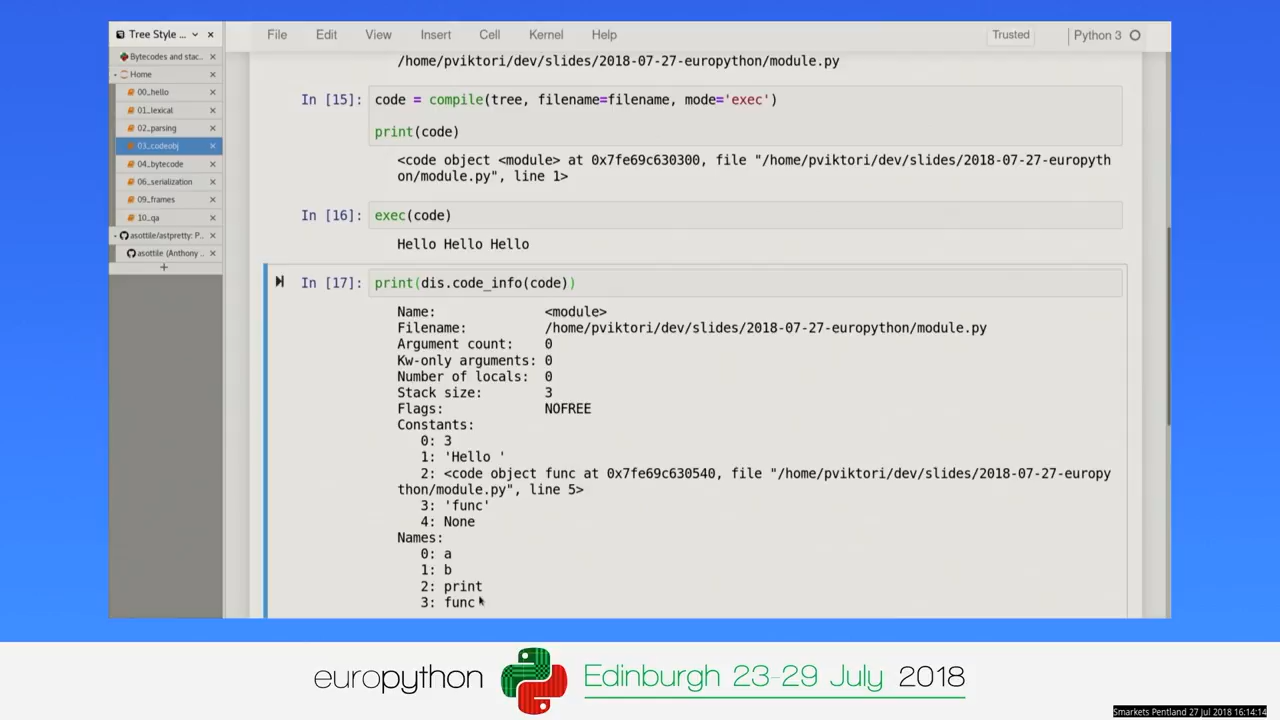 Tree Style ...
Bytecodes and stac..
Home
00_hello
01_lexical
02_parsing
03_codeobj
04_bytecode
06_serialization
09_frames
10_qa
asottile/astpretty: P..
asottile (Anthony ..
File Edit View Insert Cell Kernel Help Trusted Python 3
/home/pviktori/dev/slides/2018-07-27-europython/module.py
In [15]: code = compile(tree, filename=filename, mode='exec')
print(code)
<code object <module> at 0x7fe69c630300, file "/home/pviktori/dev/slides/2018-07-27-europyth
on/module.py", line 1>
In [16]: exec(code)
Hello Hello Hello
In [17]: print(dis.code_info(code))
Name: <module>
Filename: /home/pviktori/dev/slides/2018-07-27-europython/module.py
Argument count: 0
Kw-only arguments: 0
Number of locals: 0
Stack size: 3
Flags: NOFREE
Constants:
0: 3
1: 'Hello '
2: <code object func at 0x7fe69c630540, file "/home/pviktori/dev/slides/2018-07-27-europy
thon/module.py", line 5>
3: 'func'
4: None
Names:
0: a
1: b
2: print
3: func
europython Edinburgh 23-29 July 2018
Smarkets Pentland 27 Jul 2018 16:14:14